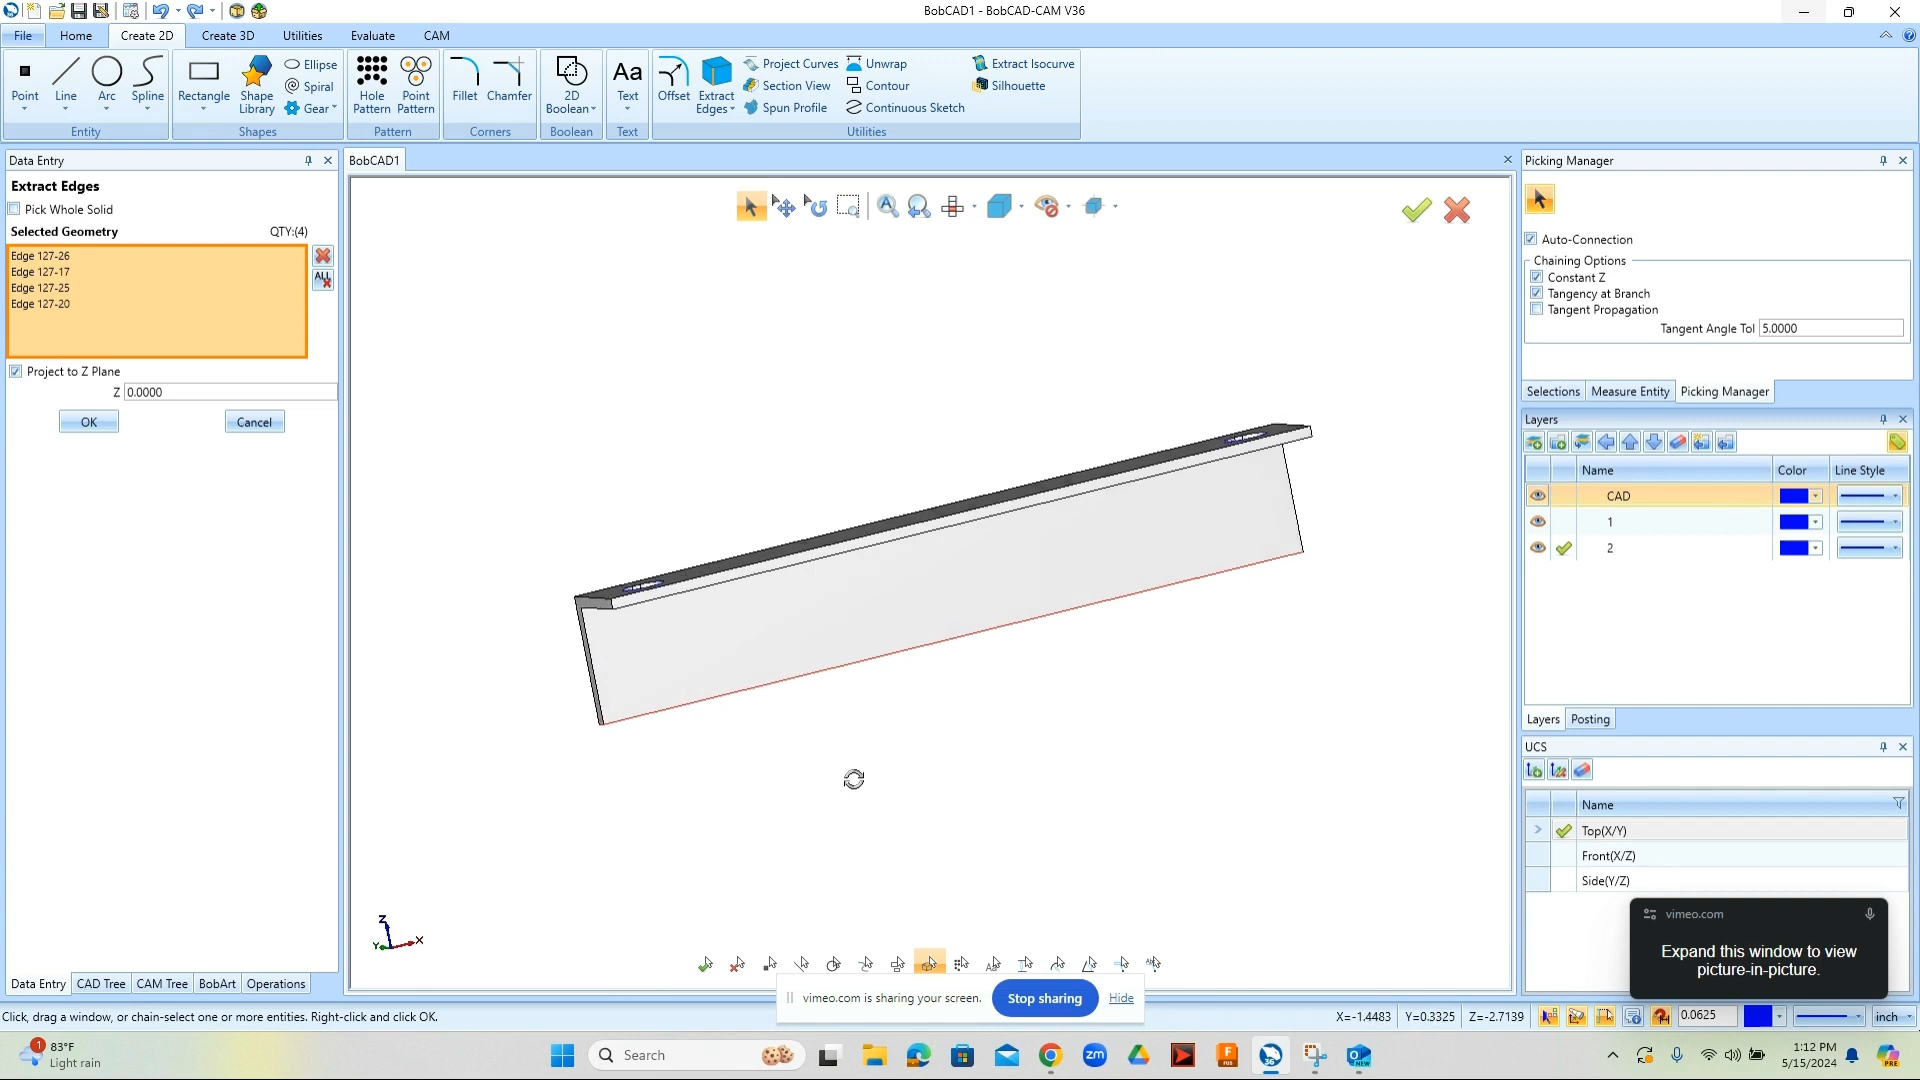 BobCAD1 - BobCAD-CAM V36
File Home Create 2D Create 3D Utilities Evaluate CAM
Point Line Arc Spline
Entity
Rectangle Shape Library Ellipse Spiral Gear
Shapes
Hole Pattern Point Pattern
Pattern
Fillet Chamfer
Corners
2D Boolean
Boolean
Aa
Text
Text
Offset Extract Edges Project Curves Section View Spun Profile Unwrap Contour Continuous Sketch Extract Isocurve Silhouette
Utilities
Data Entry
Extract Edges
Pick Whole Solid
Selected Geometry QTY:(4)
Edge 127-26
Edge 127-17
Edge 127-25
Edge 127-20
ALL
Project to Z Plane
Z 0.0000
OK Cancel
Data Entry CAD Tree CAM Tree BobArt Operations
BobCAD1
Z
Y X
Picking Manager
Auto-Connection
Chaining Options
Constant Z
Tangency at Branch
Tangent Propagation
Tangent Angle Tol 5.0000
Selections Measure Entity Picking Manager
Layers
Name Color Line Style
CAD
1
2
Layers Posting
UCS
Name
Top(X/Y)
Front(X/Z)
Side(Y/Z)
vimeo.com
Expand this window to view
picture-in-picture.
vimeo.com is sharing your screen. Stop sharing Hide
Click, drag a window, or chain-select one or more entities. Right-click and click OK.
X=-1.4483 Y=0.3325 Z=-2.7139 0.0625 inch
1
83°F
Light rain
Search
zm
1:12 PM
5/15/2024